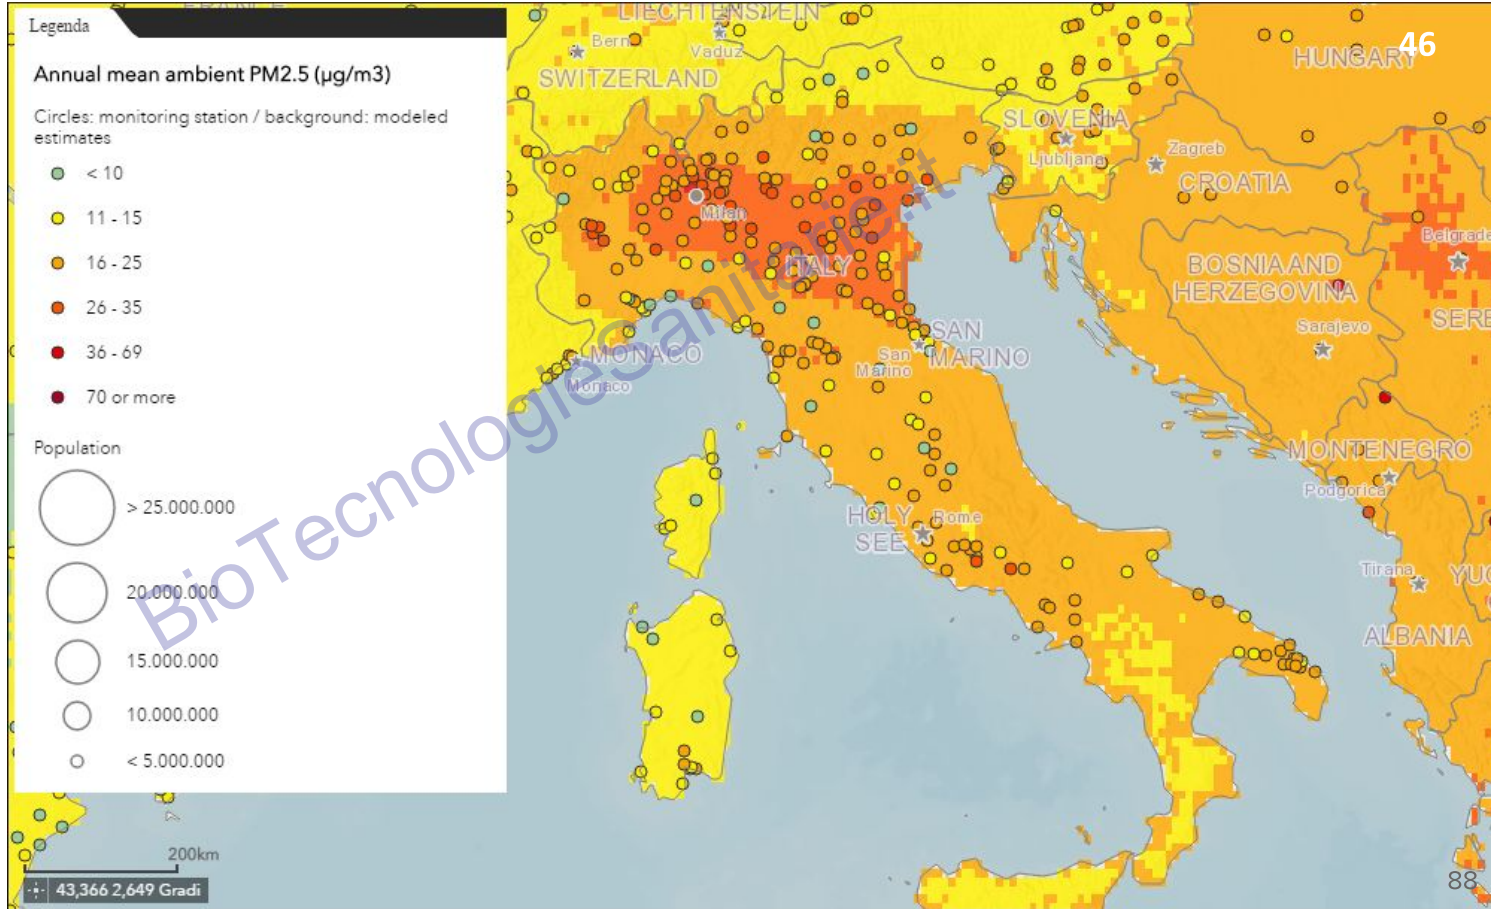 Legenda
Annual mean ambient PM2.5 (µg/m3)
Circles: monitoring station / background: modeled
estimates
< 10
11 - 15
16 - 25
26 - 35
36 - 69
70 or more
Population
> 25.000.000
20.000.000
15.000.000
10.000.000
< 5.000.000
200km
43,366 2,649 Gradi
FRANCE
LIECHTENSTEIN
Bern
Vaduz
SWITZERLAND
46
HUNGARY
SLOVENIA
Ljubljana
Zagreb
CROATIA
Milan
ITALY
Belgrade
BOSNIA AND
HERZEGOVINA
Sarajevo
SERB
MONACO
Monaco
SAN
MARINO
San
Marino
MONTENEGRO
Podgorica
HOLY
SEE
Rome
Tirana
YUG
ALBANIA
88
BioTecnologieSanitarie.it